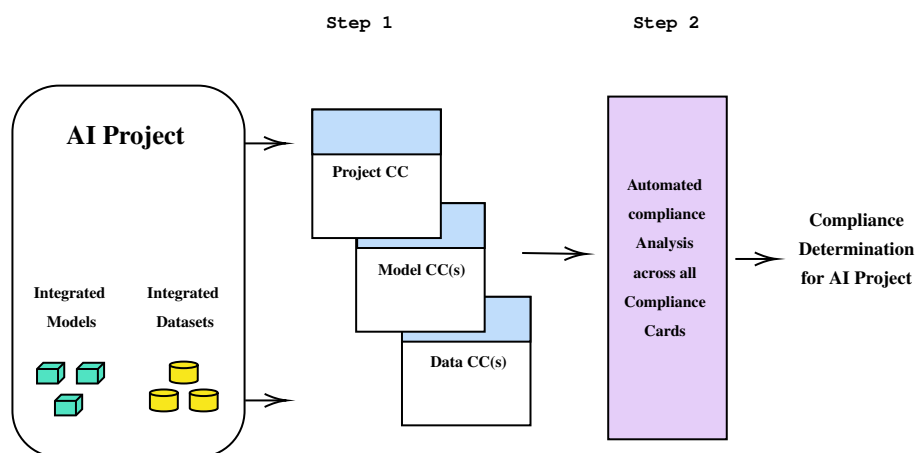 Step 1
Step 2
AI Project
Integrated
Models
Integrated
Datasets
Project CC
Model CC(s)
Data CC(s)
Automated
compliance
Analysis
across all
Compliance
Cards
Compliance
Determination
for AI Project